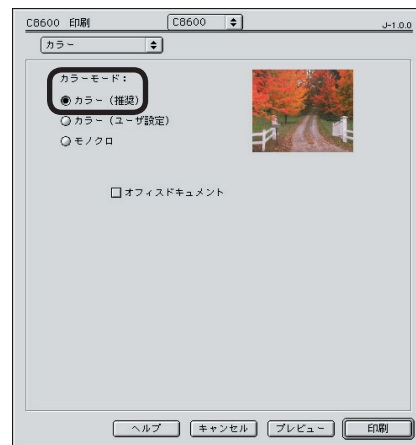 C8600 印刷 C8600 J-1.0.0
カラー
カラーモード：
カラー（推奨）
カラー（ユーザ設定）
モノクロ
オフィスドキュメント
ヘルプ キャンセル プレビュー 印刷